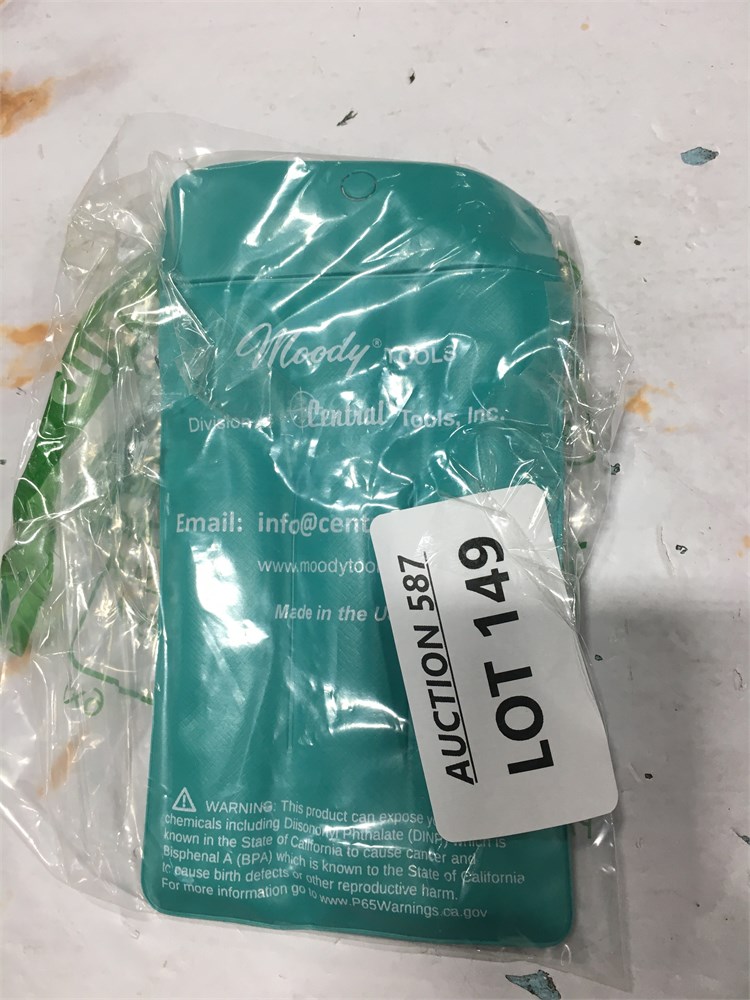 Moody® TOOLS
Division of Central Tools, Inc.
Email: info@cent
www.moodytool
Made in the U
AUCTION 587
LOT 149
WARNING: This product can expose y
chemicals including Diisononyl Phthalate (DINP) which is
known in the State of California to cause cancer and
Bisphenal A (BPA) which is known to the State of California
to cause birth defects or other reproductive harm.
For more information go to www.P65Warnings.ca.gov